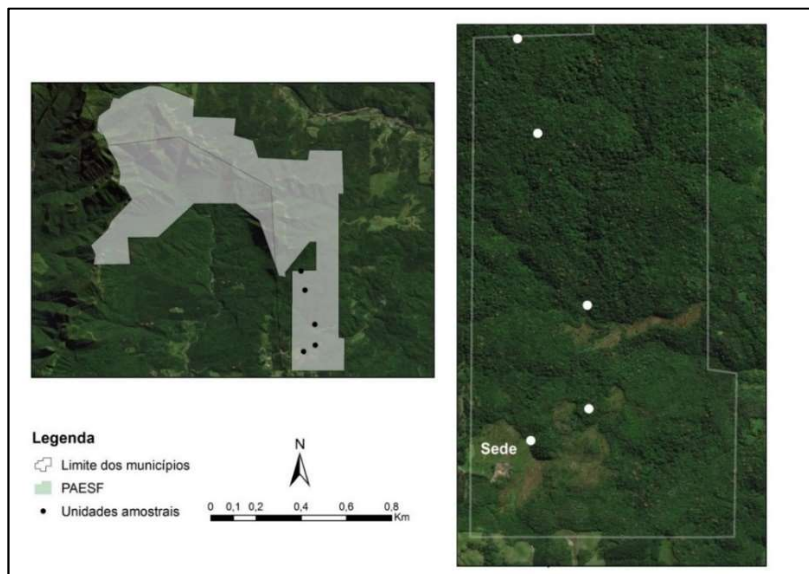 Sede
Legenda
Limite dos municípios
PAESF
Unidades amostrais
N
0 0,1 0,2 0,4 0,6 0,8
Km